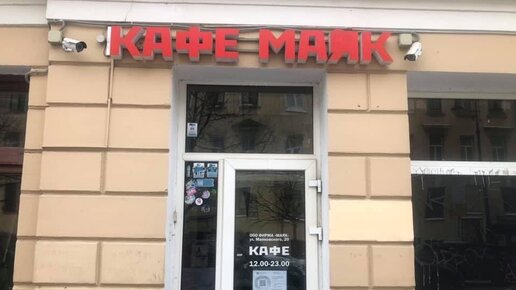 КАФЕ МАЯК
ООО ФИРМА «МАЯК»
ул. Маяковского, 20
КАФЕ
12.00-23.00